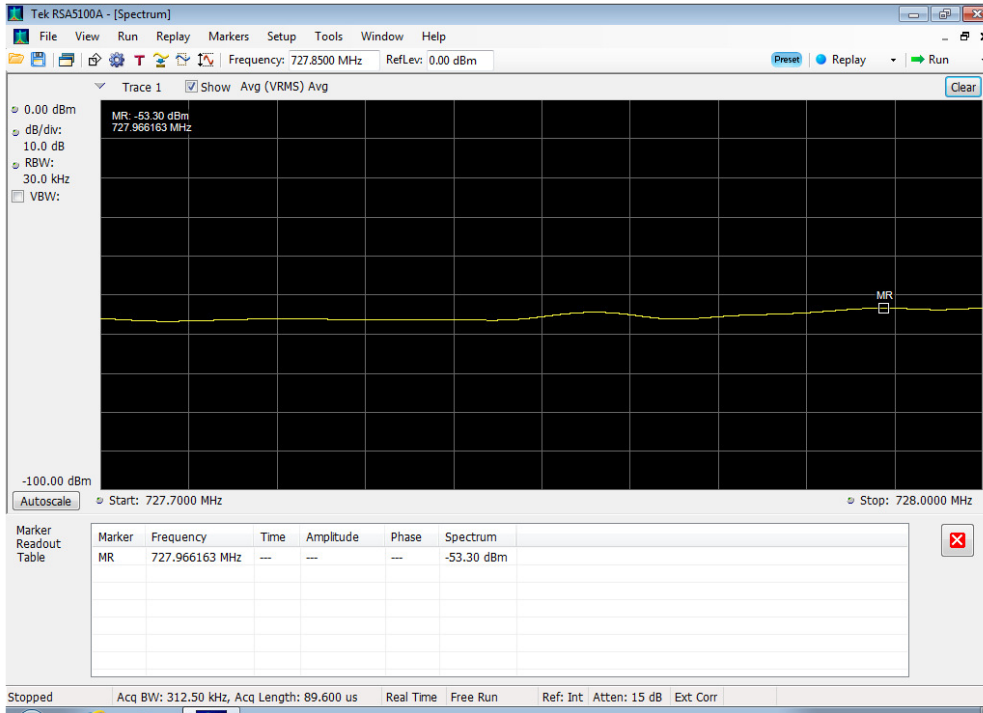 Tek RSA5100A - [Spectrum]
File View Run Replay Markers Setup Tools Window Help
T Frequency: 727.8500 MHz RefLev: 0.00 dBm Preset Replay Run
Trace 1 Show Avg (VRMS) Avg Clear
0.00 dBm
dB/div:
10.0 dB
RBW:
30.0 kHz
VBW:
MR: -53.30 dBm
727.966163 MHz
MR
-100.00 dBm
Autoscale Start: 727.7000 MHz Stop: 728.0000 MHz
Marker
Readout
Table
Marker Frequency Time Amplitude Phase Spectrum
MR 727.966163 MHz --- --- --- -53.30 dBm
Stopped Acq BW: 312.50 kHz, Acq Length: 89.600 us Real Time Free Run Ref: Int Atten: 15 dB Ext Corr